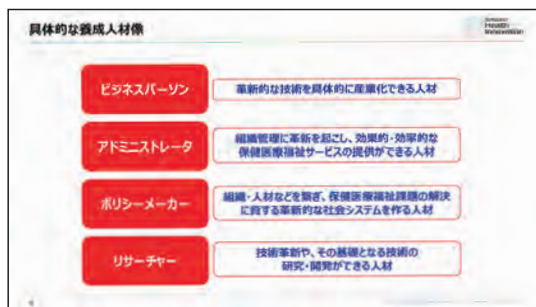 具体的な養成人材像
Health
Innovation
ビジネスパーソン
革新的な技術を具体的に産業化できる人材
アドミニストレータ
組織管理に革新を起こし、効果的・効率的な
保健医療福祉サービスの提供ができる人材
ポリシーメーカー
組織・人材などを繋ぎ、保健医療福祉課題の解決
に資する革新的な社会システムを作る人材
リサーチャー
技術革新や、その基礎となる技術の
研究・開発ができる人材